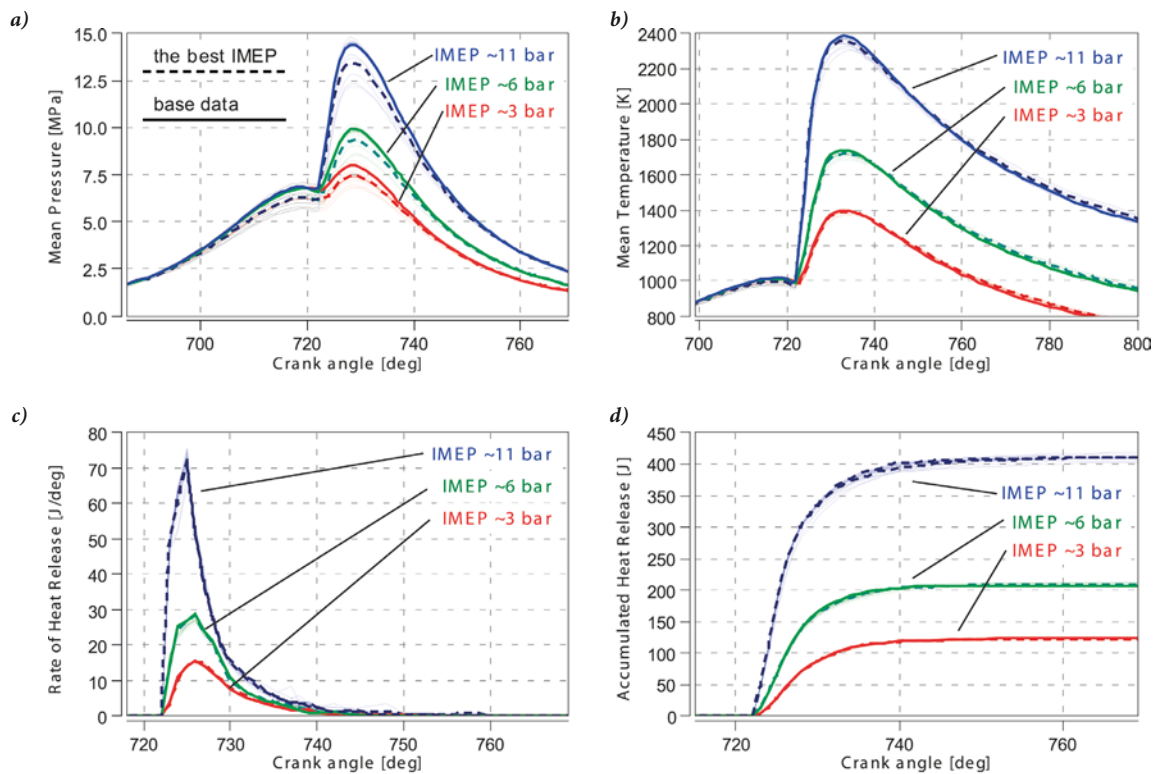 a)
15.0
12.5
10.0
7.5
5.0
2.5
0.0
Mean Pressure [MPa]
the best IMEP
base data
IMEP ~11 bar
IMEP ~6 bar
IMEP ~3 bar
700
720
740
760
Crank angle [deg]
b)
2400
2200
2000
1800
1600
1400
1200
1000
800
Mean Temperature [K]
IMEP ~11 bar
IMEP ~6 bar
IMEP ~3 bar
700
720
740
760
780
800
Crank angle [deg]
c)
80
70
60
50
40
30
20
10
0
Rate of Heat Release [J/deg]
IMEP ~11 bar
IMEP ~6 bar
IMEP ~3 bar
720
730
740
750
760
Crank angle [deg]
d)
450
400
350
300
250
200
150
100
50
0
Accumulated Heat Release [J]
IMEP ~11 bar
IMEP ~6 bar
IMEP ~3 bar
720
740
760
Crank angle [deg]